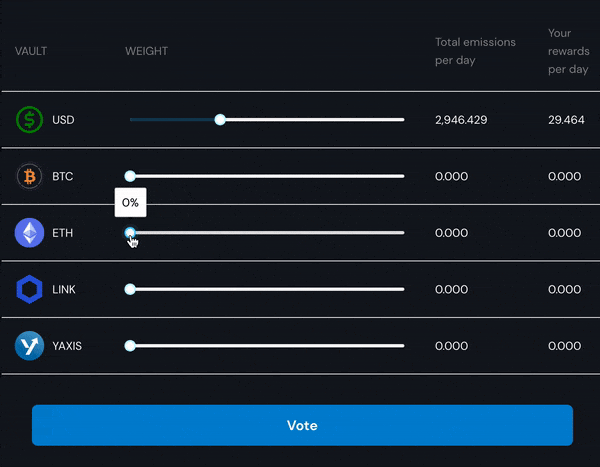 VAULT WEIGHT Total emissions per day Your rewards per day
USD 2,946.429 29.464
BTC 0.000 0.000
0%
ETH 0.000 0.000
LINK 0.000 0.000
YAXIS 0.000 0.000
Vote